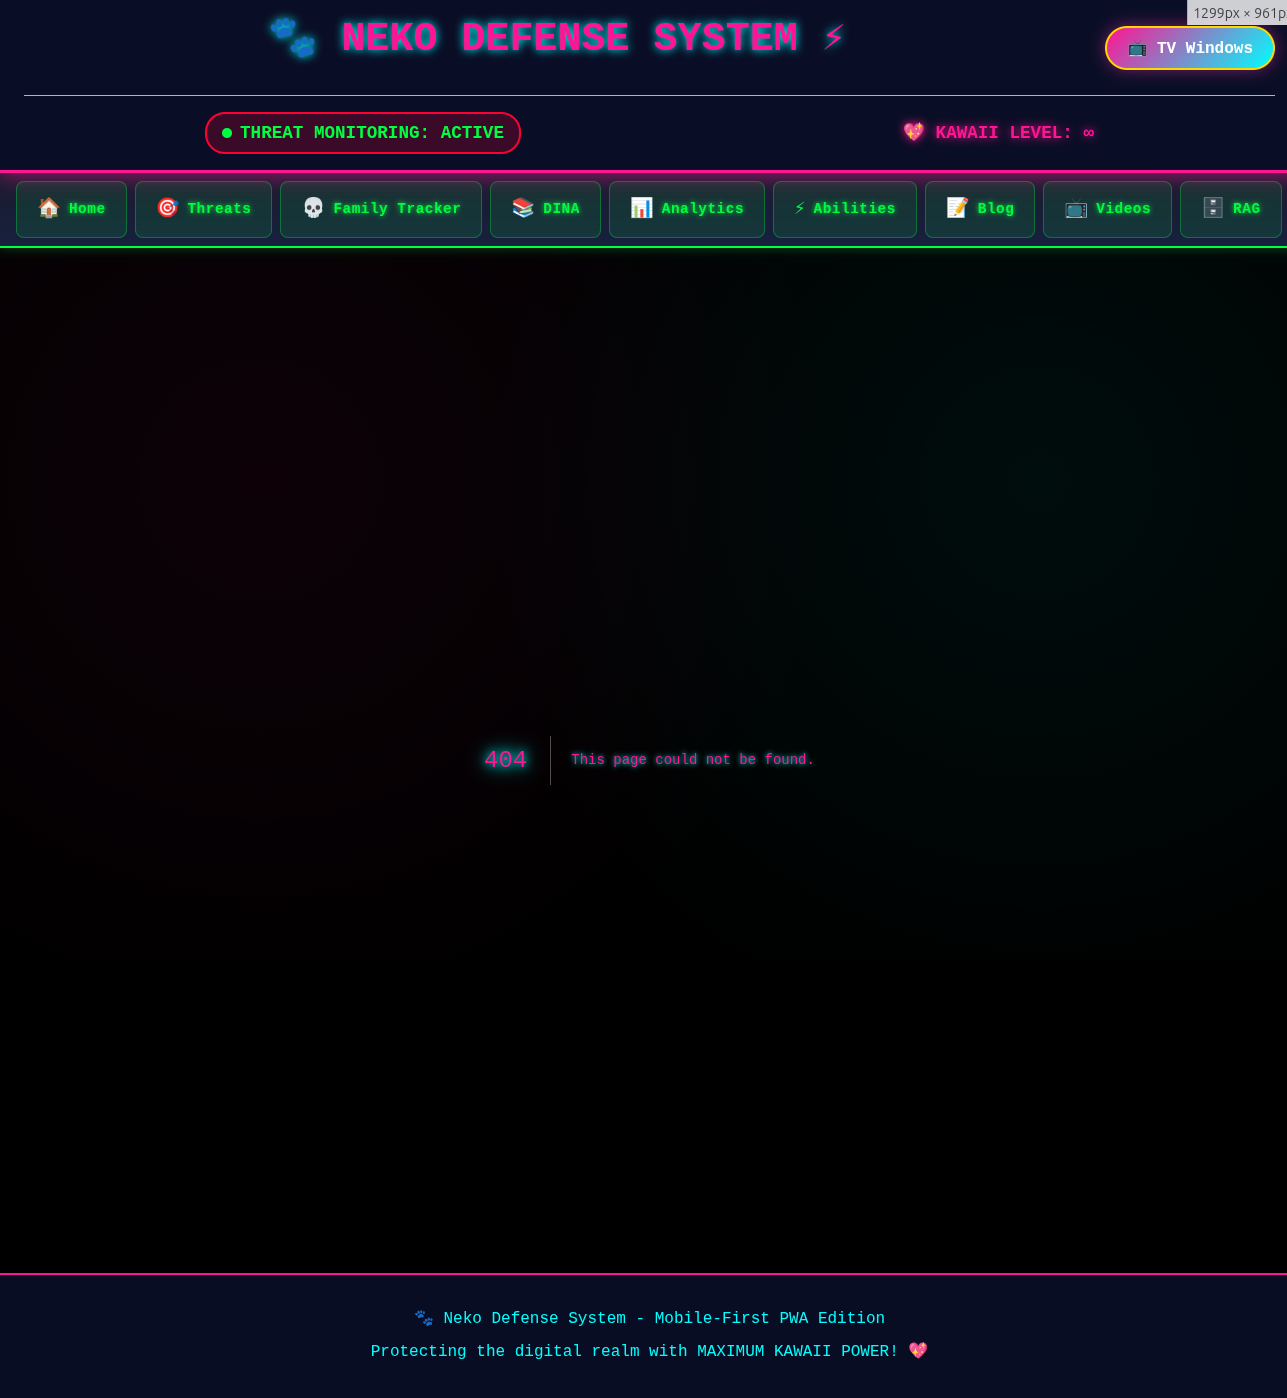 🐾 NEKO DEFENSE SYSTEM ⚡
1299px × 961p
📺 TV Windows
THREAT MONITORING: ACTIVE
💖 KAWAII LEVEL: ∞
🏠 Home
🎯 Threats
💀 Family Tracker
📚 DINA
📊 Analytics
⚡ Abilities
📝 Blog
📺 Videos
🗄️ RAG
404
This page could not be found.
🐾 Neko Defense System - Mobile-First PWA Edition
Protecting the digital realm with MAXIMUM KAWAII POWER! 💖